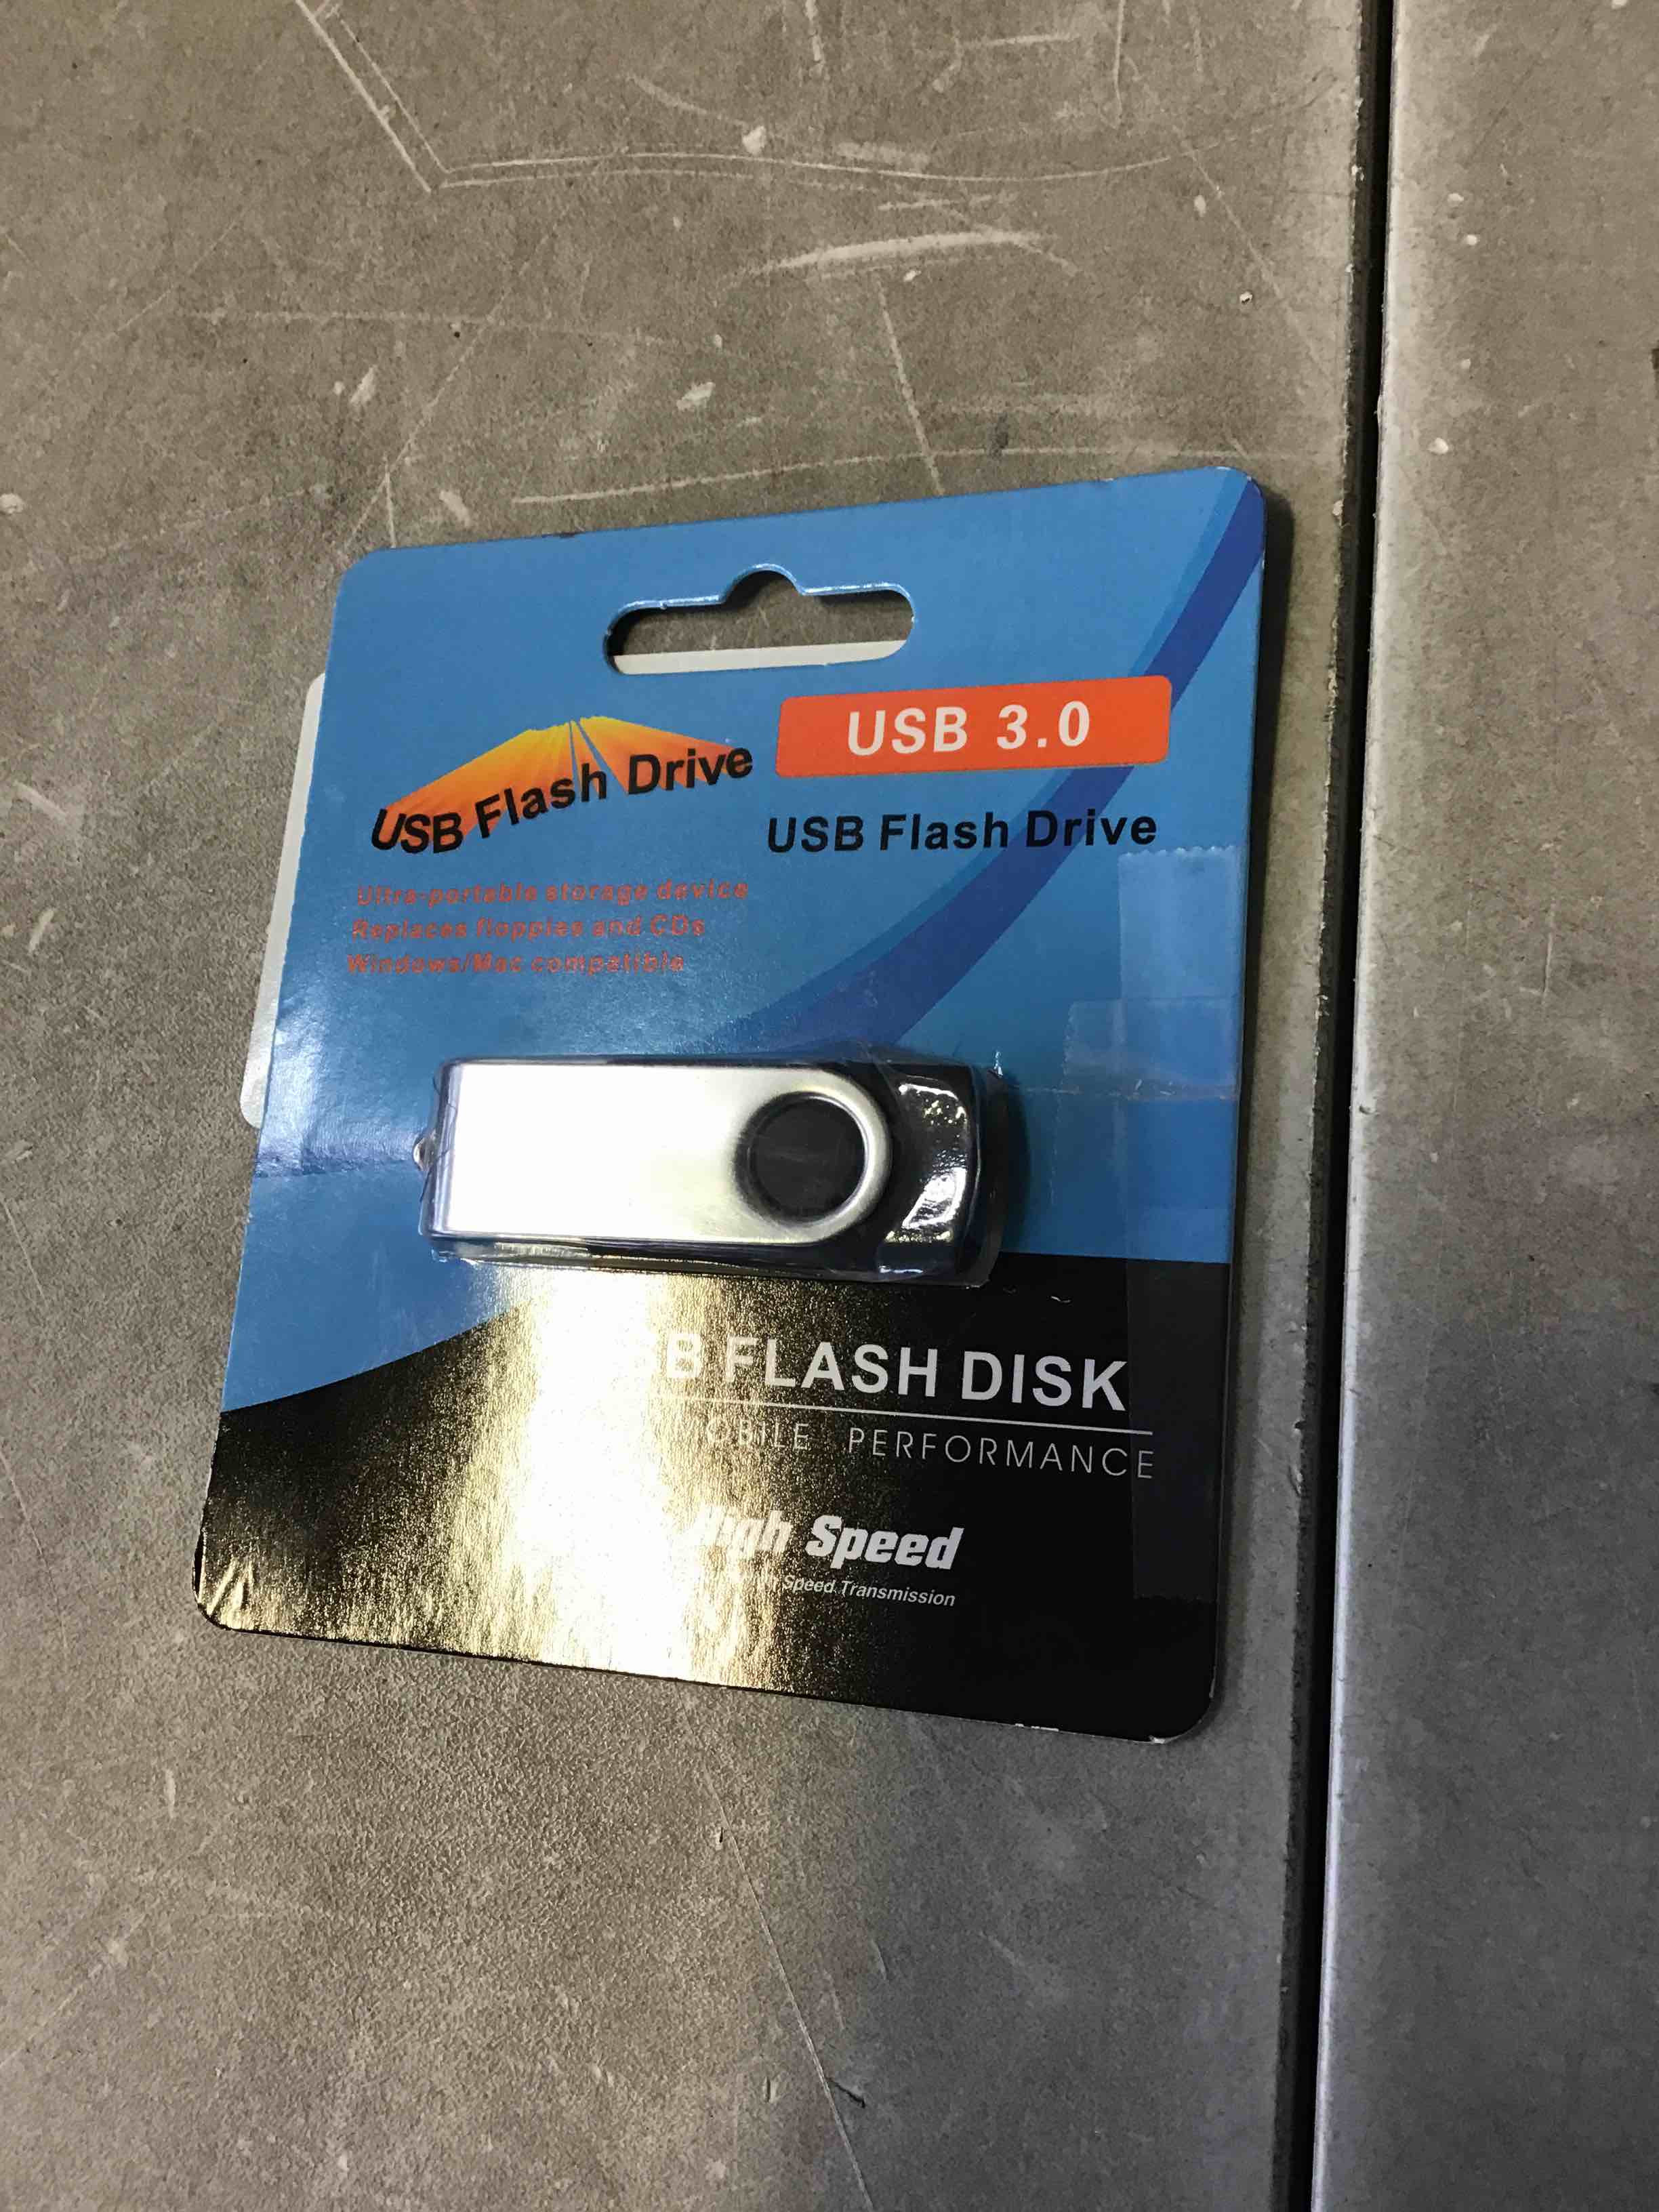 USB 3.0
USB Flash Drive
USB Flash Drive
Ultra-portable storage device
Replaces floppies and CDs
Windows/Mac compatible
FLASH DISK
PERFORMANCE
High Speed
Speed Transmission